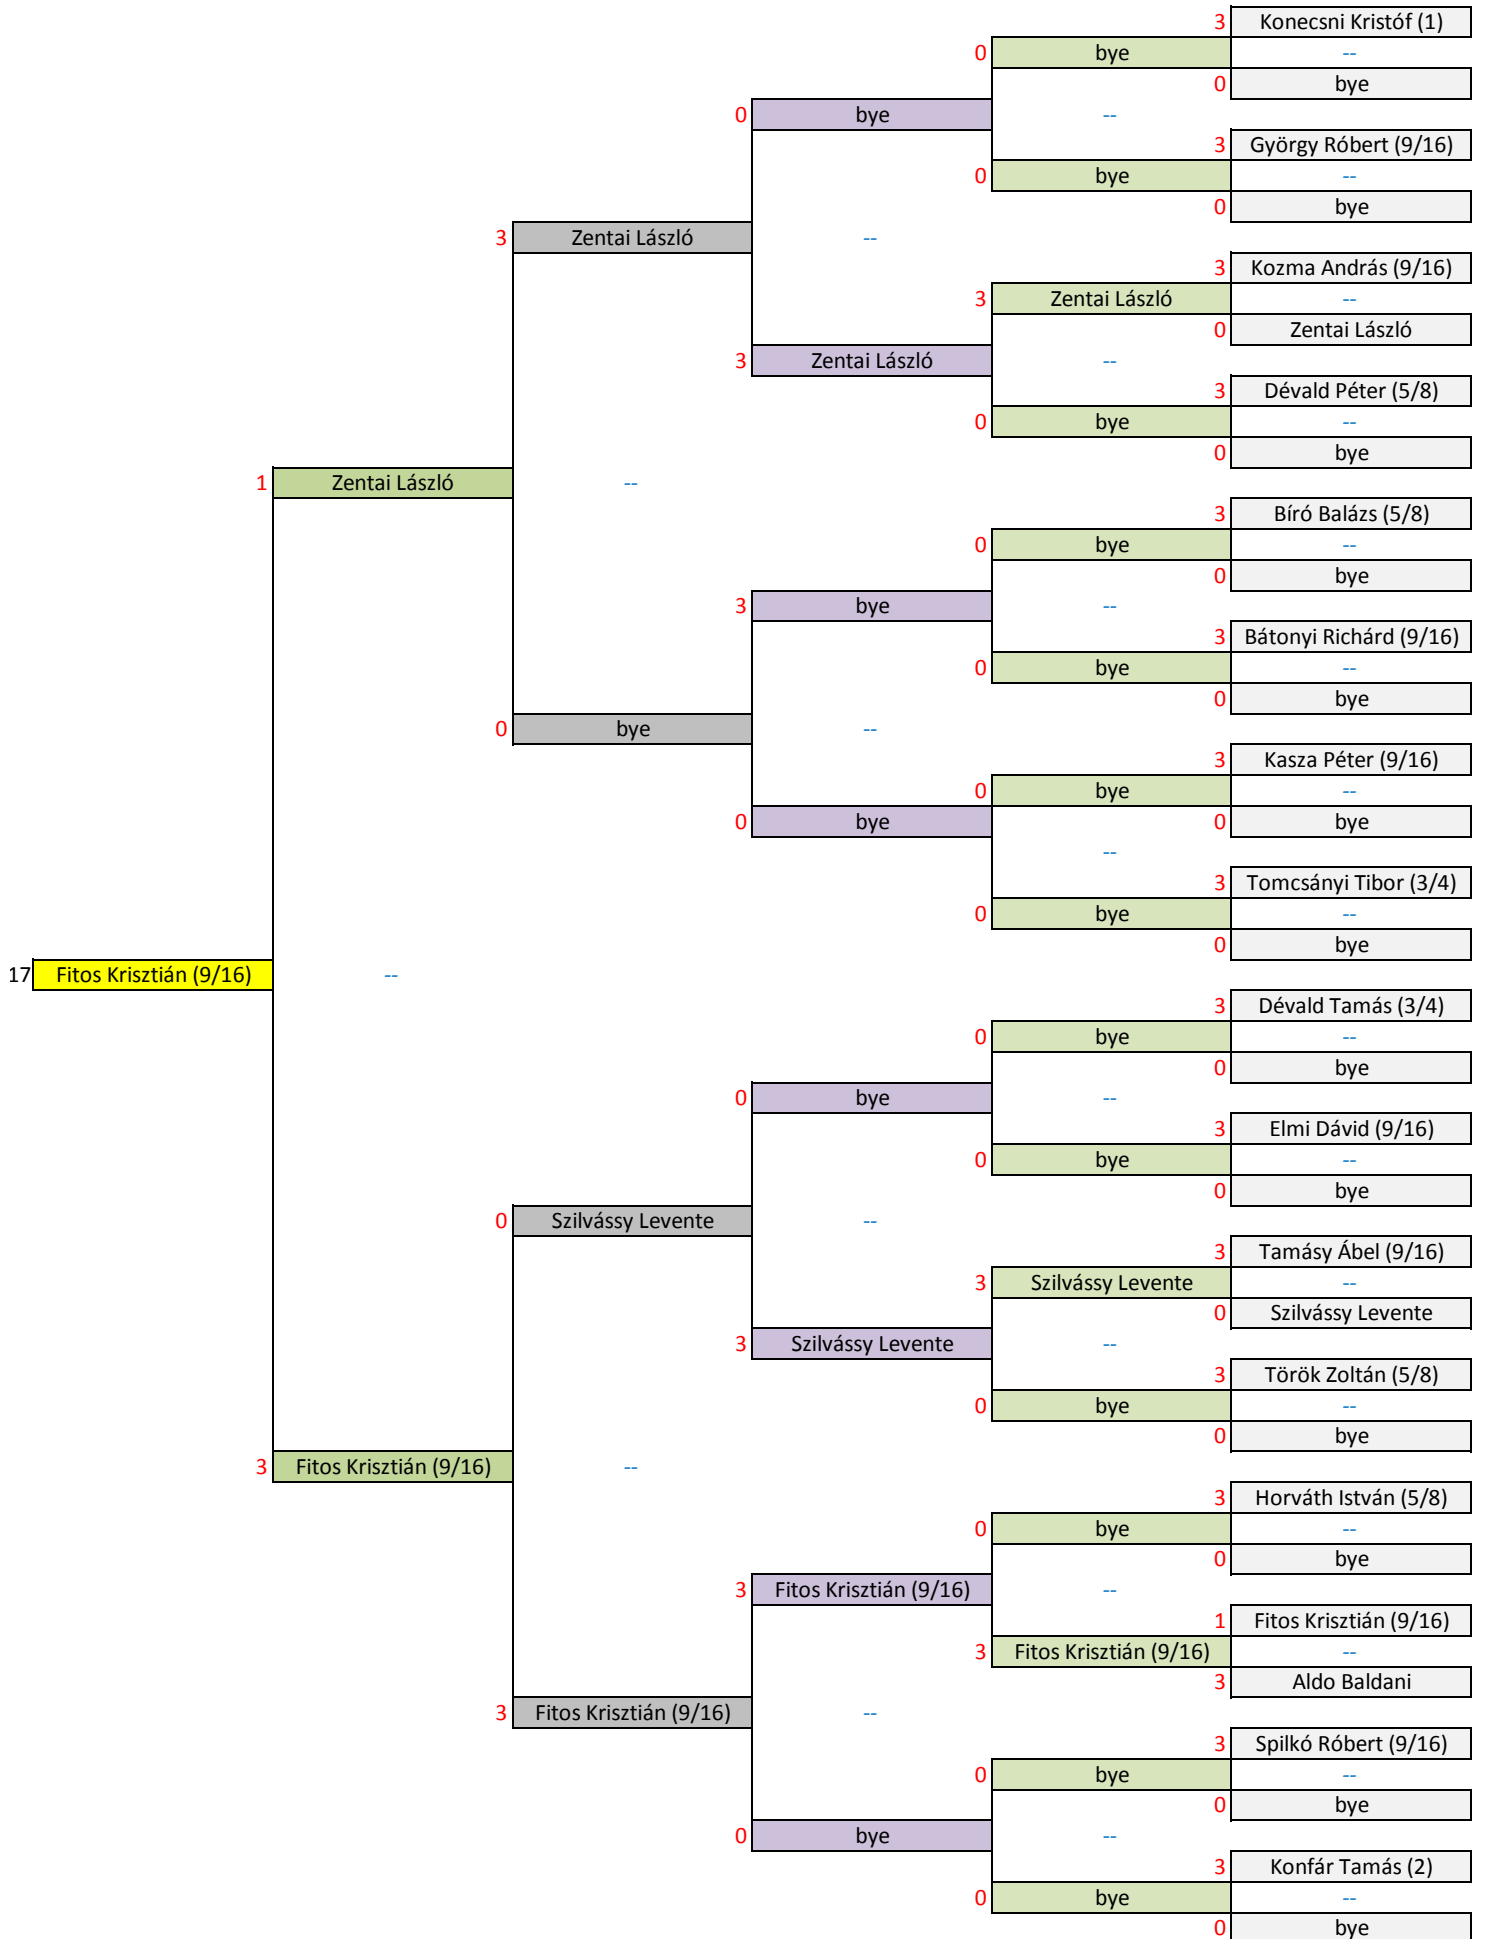 3 Konecsni Kristóf (1)
0 bye --
0 bye
0 bye --
3 György Róbert (9/16)
0 bye --
0 bye
3 Zentai László --
3 Kozma András (9/16)
3 Zentai László --
0 Zentai László
3 Zentai László --
3 Dévald Péter (5/8)
0 bye --
0 bye
1 Zentai László --
3 Bíró Balázs (5/8)
0 bye --
0 bye
3 bye --
3 Bátonyi Richárd (9/16)
0 bye --
0 bye
0 bye --
3 Kasza Péter (9/16)
0 bye --
0 bye 0 bye
--
3 Tomcsányi Tibor (3/4)
0 bye --
0 bye
17 Fitos Krisztián (9/16) --
3 Dévald Tamás (3/4)
0 bye --
0 bye
0 bye --
3 Elmi Dávid (9/16)
0 bye --
0 bye
0 Szilvássy Levente --
3 Tamásy Ábel (9/16)
3 Szilvássy Levente --
0 Szilvássy Levente
3 Szilvássy Levente --
3 Török Zoltán (5/8)
0 bye --
0 bye
3 Fitos Krisztián (9/16) --
3 Horváth István (5/8)
0 bye --
0 bye
3 Fitos Krisztián (9/16) --
1 Fitos Krisztián (9/16)
3 Fitos Krisztián (9/16) --
3 Aldo Baldani
3 Fitos Krisztián (9/16) --
3 Spilkó Róbert (9/16)
0 bye --
0 bye
0 bye --
3 Konfár Tamás (2)
0 bye --
0 bye